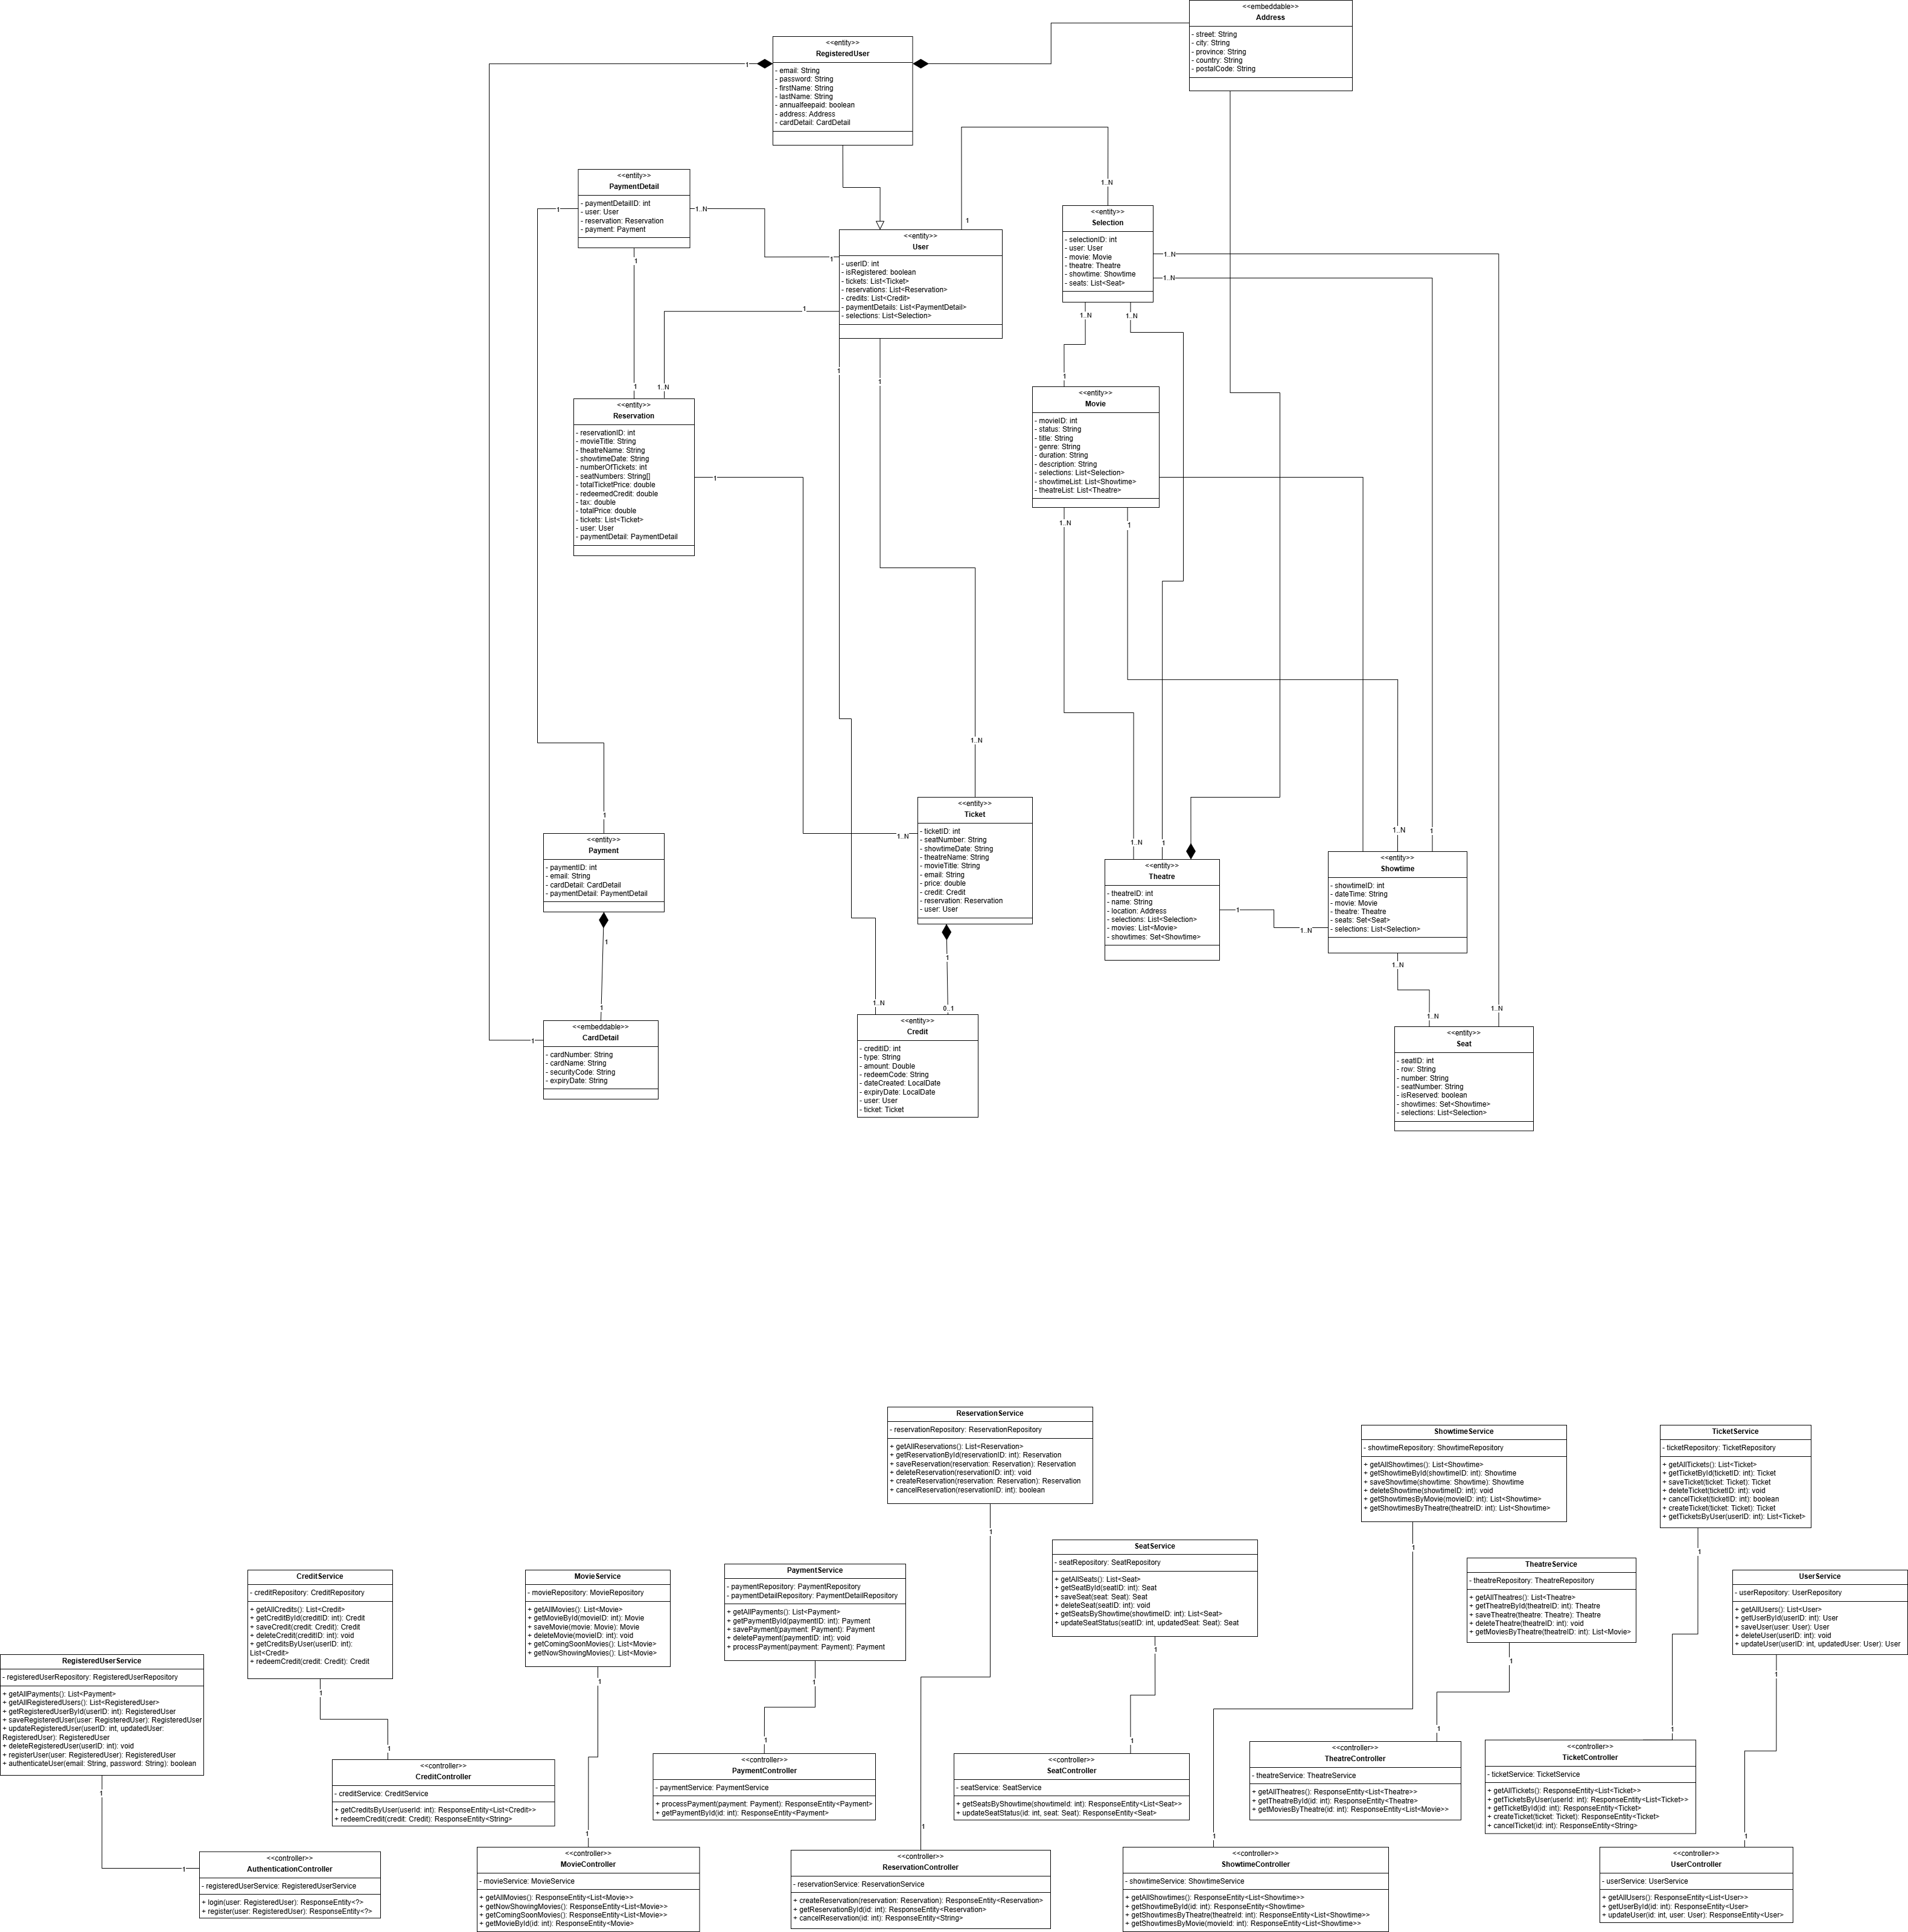 <<embeddable>>
Address
- street: String
- city: String
- province: String
- country: String
- postalCode: String
<<entity>>
RegisteredUser
- email: String
- password: String
- firstName: String
- lastName: String
- annualfeepaid: boolean
- address: Address
- cardDetail: CardDetail
1
<<entity>>
PaymentDetail
- paymentDetailID: int
- user: User
- reservation: Reservation
- payment: Payment
1
1..N
1
<<entity>>
User
- userID: int
- isRegistered: boolean
- tickets: List<Ticket>
- reservations: List<Reservation>
- credits: List<Credit>
- paymentDetails: List<PaymentDetail>
- selections: List<Selection>
1
1
1
1
1
1..N
<<entity>>
Selection
- selectionID: int
- user: User
- movie: Movie
- theatre: Theatre
- showtime: Showtime
- seats: List<Seat>
1..N
1..N
1..N
1..N
1
<<entity>>
Movie
- movieID: int
- status: String
- title: String
- genre: String
- duration: String
- description: String
- selections: List<Selection>
- showtimeList: List<Showtime>
- theatreList: List<Theatre>
1..N
1
1
1..N
<<entity>>
Reservation
- reservationID: int
- movieTitle: String
- theatreName: String
- showtimeDate: String
- numberOfTickets: int
- seatNumbers: String[]
- totalTicketPrice: double
- redeemedCredit: double
- tax: double
- totalPrice: double
- tickets: List<Ticket>
- user: User
- paymentDetail: PaymentDetail
1
1..N
1..N
<<entity>>
Ticket
- ticketID: int
- seatNumber: String
- showtimeDate: String
- theatreName: String
- movieTitle: String
- email: String
- price: double
- credit: Credit
- reservation: Reservation
- user: User
1
<<entity>>
Payment
- paymentID: int
- email: String
- cardDetail: CardDetail
- paymentDetail: PaymentDetail
1..N
1
<<entity>>
Theatre
- theatreID: int
- name: String
- location: Address
- selections: List<Selection>
- movies: List<Movie>
- showtimes: Set<Showtime>
1
1..N
1..N
1
<<entity>>
Showtime
- showtimeID: int
- dateTime: String
- movie: Movie
- theatre: Theatre
- seats: Set<Seat>
- selections: List<Selection>
1..N
1..N
1..N
1
1
1
<<embeddable>>
CardDetail
- cardNumber: String
- cardName: String
- securityCode: String
- expiryDate: String
1
1..N
0..1
<<entity>>
Credit
- creditID: int
- type: String
- amount: Double
- redeemCode: String
- dateCreated: LocalDate
- expiryDate: LocalDate
- user: User
- ticket: Ticket
<<entity>>
Seat
- seatID: int
- row: String
- number: String
- seatNumber: String
- isReserved: boolean
- showtimes: Set<Showtime>
- selections: List<Selection>
ReservationService
- reservationRepository: ReservationRepository
+ getAllReservations(): List<Reservation>
+ getReservationById(reservationID: int): Reservation
+ saveReservation(reservation: Reservation): Reservation
+ deleteReservation(reservationID: int): void
+ createReservation(reservation: Reservation): Reservation
+ cancelReservation(reservationID: int): boolean
1
ShowtimeService
- showtimeRepository: ShowtimeRepository
+ getAllShowtimes(): List<Showtime>
+ getShowtimeById(showtimeID: int): Showtime
+ saveShowtime(showtime: Showtime): Showtime
+ deleteShowtime(showtimeID: int): void
+ getShowtimesByMovie(movieID: int): List<Showtime>
+ getShowtimesByTheatre(theatreID: int): List<Showtime>
1
TicketService
- ticketRepository: TicketRepository
+ getAllTickets(): List<Ticket>
+ getTicketById(ticketID: int): Ticket
+ saveTicket(ticket: Ticket): Ticket
+ deleteTicket(ticketID: int): void
+ cancelTicket(ticketID: int): boolean
+ createTicket(ticket: Ticket): Ticket
+ getTicketsByUser(userID: int): List<Ticket>
1
SeatService
- seatRepository: SeatRepository
+ getAllSeats(): List<Seat>
+ getSeatById(seatID: int): Seat
+ saveSeat(seat: Seat): Seat
+ deleteSeat(seatID: int): void
+ getSeatsByShowtime(showtimeID: int): List<Seat>
+ updateSeatStatus(seatID: int, updatedSeat: Seat): Seat
1
TheatreService
- theatreRepository: TheatreRepository
+ getAllTheatres(): List<Theatre>
+ getTheatreById(theatreID: int): Theatre
+ saveTheatre(theatre: Theatre): Theatre
+ deleteTheatre(theatreID: int): void
+ getMoviesByTheatre(theatreID: int): List<Movie>
1
PaymentService
- paymentRepository: PaymentRepository
- paymentDetailRepository: PaymentDetailRepository
+ getAllPayments(): List<Payment>
+ getPaymentById(paymentID: int): Payment
+ savePayment(payment: Payment): Payment
+ deletePayment(paymentID: int): void
+ processPayment(payment: Payment): Payment
1
CreditService
- creditRepository: CreditRepository
+ getAllCredits(): List<Credit>
+ getCreditById(creditID: int): Credit
+ saveCredit(credit: Credit): Credit
+ deleteCredit(creditID: int): void
+ getCreditsByUser(userID: int):
List<Credit>
+ redeemCredit(credit: Credit): Credit
1
MovieService
- movieRepository: MovieRepository
+ getAllMovies(): List<Movie>
+ getMovieById(movieID: int): Movie
+ saveMovie(movie: Movie): Movie
+ deleteMovie(movieID: int): void
+ getComingSoonMovies(): List<Movie>
+ getNowShowingMovies(): List<Movie>
1
UserService
- userRepository: UserRepository
+ getAllUsers(): List<User>
+ getUserById(userID: int): User
+ saveUser(user: User): User
+ deleteUser(userID: int): void
+ updateUser(userID: int, updatedUser: User): User
1
RegisteredUserService
- registeredUserRepository: RegisteredUserRepository
+ getAllPayments(): List<Payment>
+ getAllRegisteredUsers(): List<RegisteredUser>
+ getRegisteredUserById(userID: int): RegisteredUser
+ saveRegisteredUser(user: RegisteredUser): RegisteredUser
+ updateRegisteredUser(userID: int, updatedUser:
RegisteredUser): RegisteredUser
+ deleteRegisteredUser(userID: int): void
+ registerUser(user: RegisteredUser): RegisteredUser
+ authenticateUser(email: String, password: String): boolean
1
1
<<controller>>
CreditController
- creditService: CreditService
+ getCreditsByUser(userId: int): ResponseEntity<List<Credit>>
+ redeemCredit(credit: Credit): ResponseEntity<String>
1
<<controller>>
PaymentController
- paymentService: PaymentService
+ processPayment(payment: Payment): ResponseEntity<Payment>
+ getPaymentById(id: int): ResponseEntity<Payment>
1
<<controller>>
SeatController
- seatService: SeatService
+ getSeatsByShowtime(showtimeId: int): ResponseEntity<List<Seat>>
+ updateSeatStatus(id: int, seat: Seat): ResponseEntity<Seat>
1
<<controller>>
TheatreController
- theatreService: TheatreService
+ getAllTheatres(): ResponseEntity<List<Theatre>>
+ getTheatreById(id: int): ResponseEntity<Theatre>
+ getMoviesByTheatre(id: int): ResponseEntity<List<Movie>>
1
<<controller>>
TicketController
- ticketService: TicketService
+ getAllTickets(): ResponseEntity<List<Ticket>>
+ getTicketsByUser(userId: int): ResponseEntity<List<Ticket>>
+ getTicketById(id: int): ResponseEntity<Ticket>
+ createTicket(ticket: Ticket): ResponseEntity<Ticket>
+ cancelTicket(id: int): ResponseEntity<String>
1
<<controller>>
AuthenticationController
- registeredUserService: RegisteredUserService
+ login(user: RegisteredUser): ResponseEntity<?>
+ register(user: RegisteredUser): ResponseEntity<?>
1
<<controller>>
MovieController
- movieService: MovieService
+ getAllMovies(): ResponseEntity<List<Movie>>
+ getNowShowingMovies(): ResponseEntity<List<Movie>>
+ getComingSoonMovies(): ResponseEntity<List<Movie>>
+ getMovieById(id: int): ResponseEntity<Movie>
1
<<controller>>
ReservationController
- reservationService: ReservationService
+ createReservation(reservation: Reservation): ResponseEntity<Reservation>
+ getReservationById(id: int): ResponseEntity<Reservation>
+ cancelReservation(id: int): ResponseEntity<String>
1
<<controller>>
ShowtimeController
- showtimeService: ShowtimeService
+ getAllShowtimes(): ResponseEntity<List<Showtime>>
+ getShowtimeById(id: int): ResponseEntity<Showtime>
+ getShowtimesByTheatre(theatreId: int): ResponseEntity<List<Showtime>>
+ getShowtimesByMovie(movieId: int): ResponseEntity<List<Showtime>>
1
<<controller>>
UserController
- userService: UserService
+ getAllUsers(): ResponseEntity<List<User>>
+ getUserById(id: int): ResponseEntity<User>
+ updateUser(id: int, user: User): ResponseEntity<User>